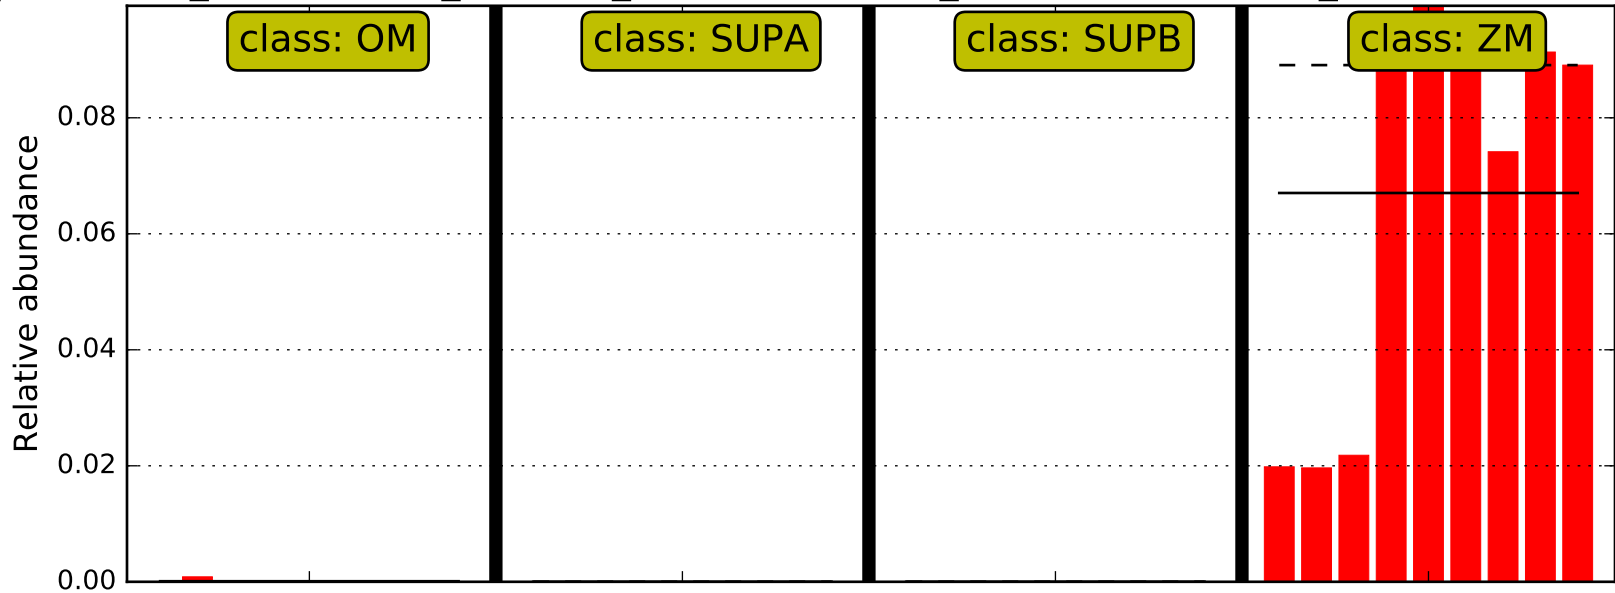 class: OM
class: SUPA
class: SUPB
class: ZM
Relative abundance
0.08
0.06
0.04
0.02
0.00